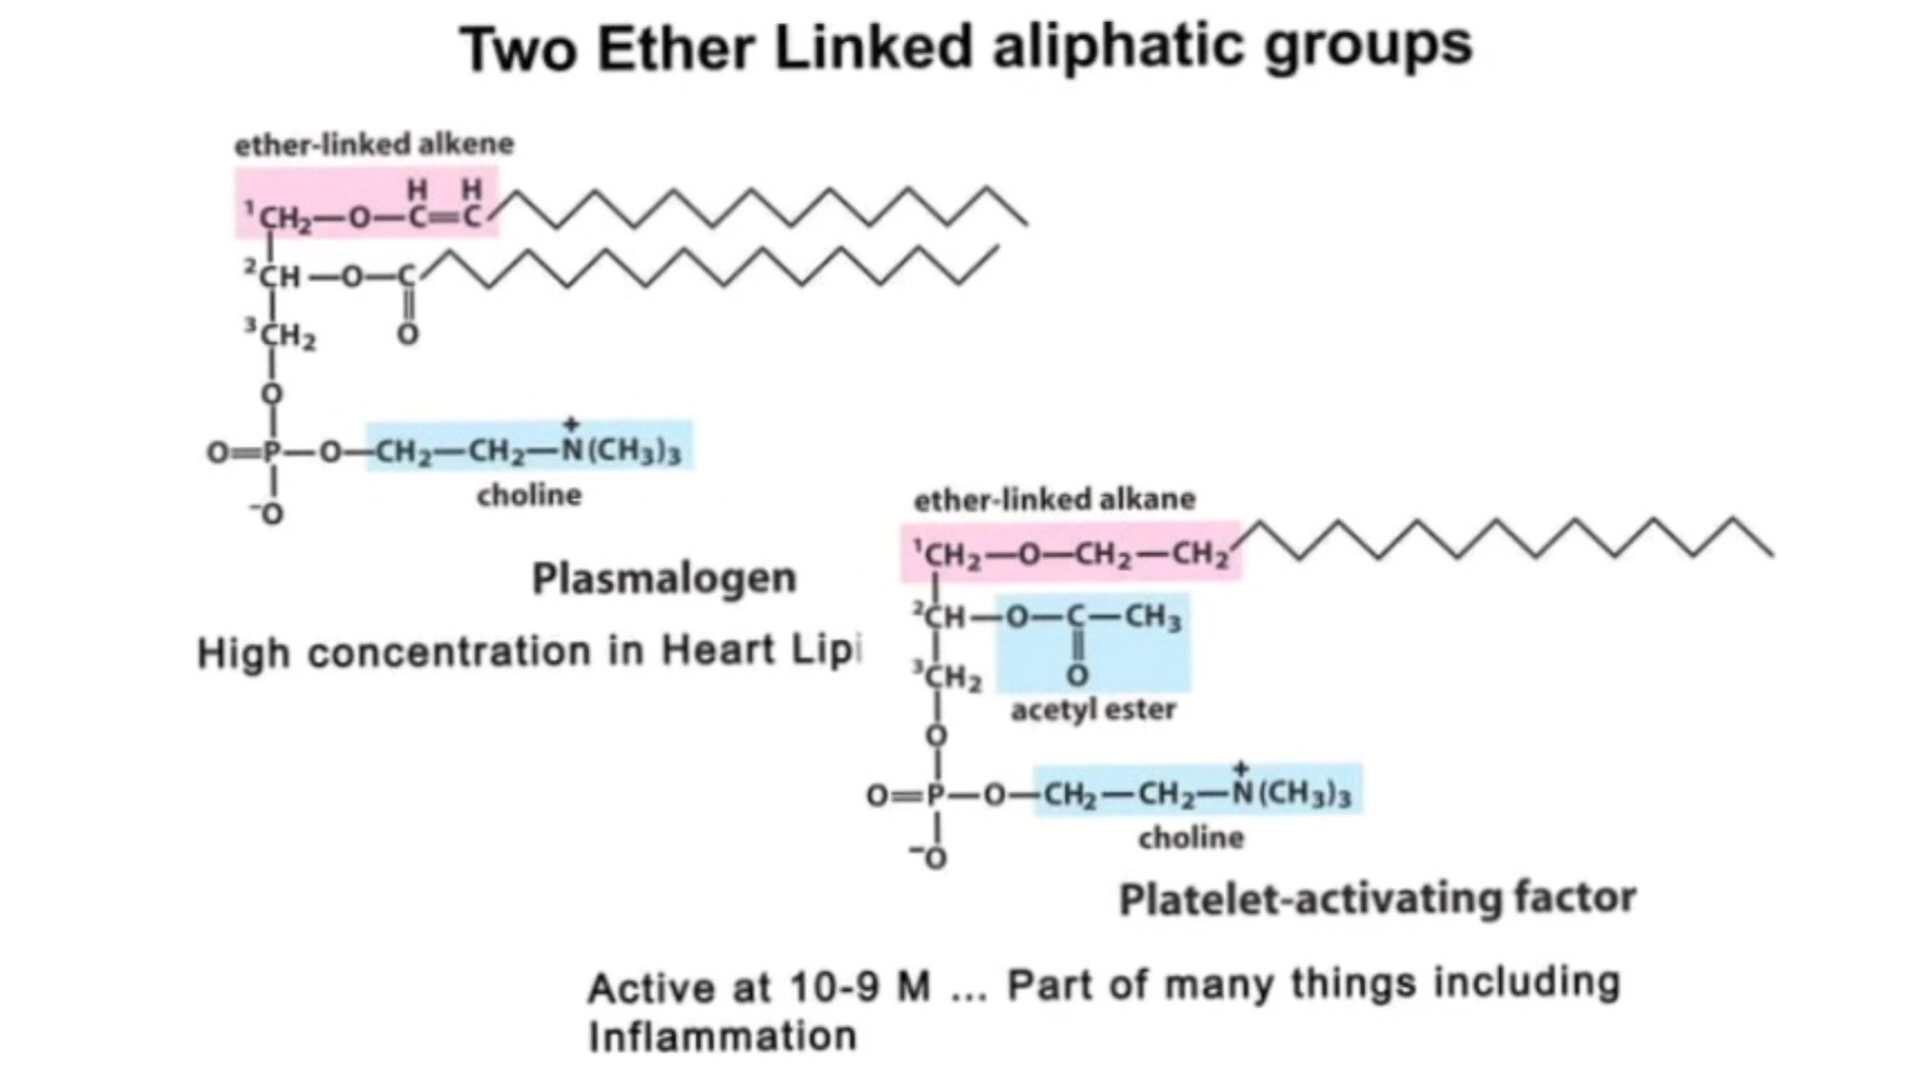 Two Ether Linked aliphatic groups
ether-linked alkene
H H
1CH2—O—C=C
2CH—O—C
3CH2 O
O
O=P—O—CH2—CH2—N+(CH3)3
−O choline
Plasmalogen
High concentration in Heart Lipi
ether-linked alkane
1CH2—O—CH2—CH2
2CH—O—C—CH3
3CH2 O
acetyl ester
O
O=P—O—CH2—CH2—N+(CH3)3
choline
−O
Platelet-activating factor
Active at 10-9 M ... Part of many things including
Inflammation